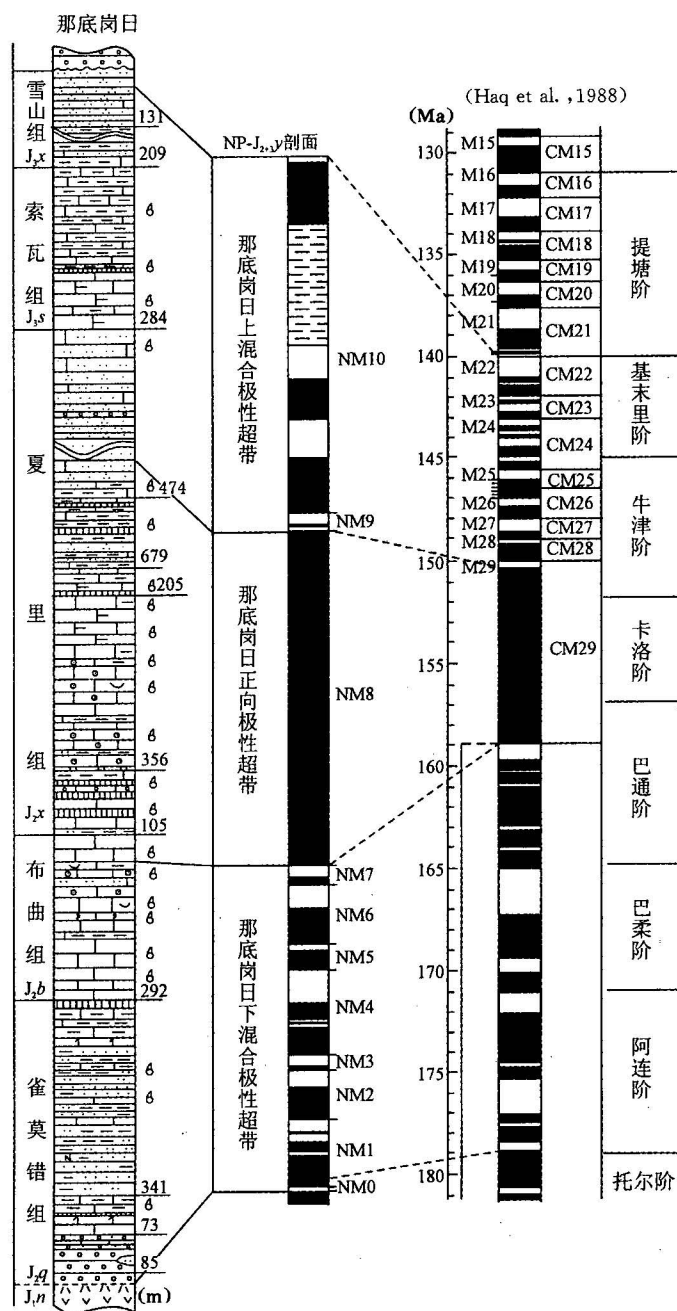 那底岗日
雪山组
J₃x
131
209
索瓦组
J₃s
284
夏里组
J₂x
474
679
205
356
105
布曲组
J₂b
292
雀莫错组
J₂q
341
73
85
J₁n
(m)
NP-J₂,₃y剖面
那底岗日上混合极性超带
那底岗日正向极性超带
那底岗日下混合极性超带
NM10
NM9
NM8
NM7
NM6
NM5
NM4
NM3
NM2
NM1
NM0
(Haq et al.,1988)
(Ma)
130
135
140
145
150
155
160
165
170
175
180
M15
M16
M17
M18
M19
M20
M21
M22
M23
M24
M25
M26
M27
M28
M29
CM15
CM16
CM17
CM18
CM19
CM20
CM21
CM22
CM23
CM24
CM25
CM26
CM27
CM28
CM29
提塘阶
基末里阶
牛津阶
卡洛阶
巴通阶
巴柔阶
阿连阶
托尔阶